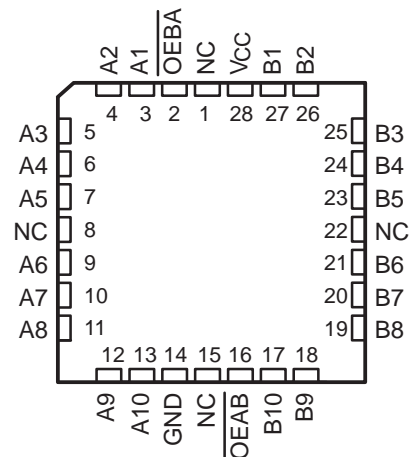 A2
A1
OEBA
NC
VCC
B1
B2
4
3
2
1
28
27
26
A3 5
A4 6
A5 7
NC 8
A6 9
A7 10
A8 11
25 B3
24 B4
23 B5
22 NC
21 B6
20 B7
19 B8
12
13
14
15
16
17
18
A9
A10
GND
NC
OEAB
B10
B9